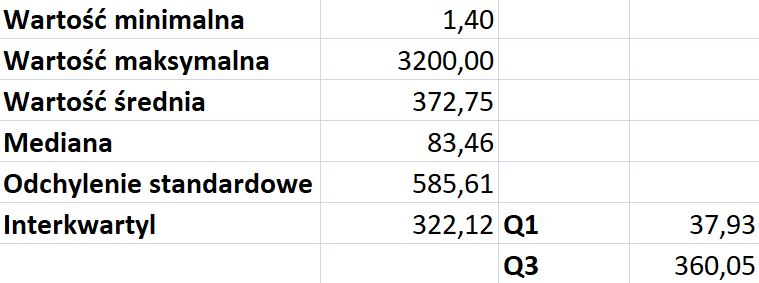 Wartość minimalna 1,40
Wartość maksymalna 3200,00
Wartość średnia 372,75
Mediana 83,46
Odchylenie standardowe 585,61
Interkwartyl 322,12 Q1 37,93
Q3 360,05